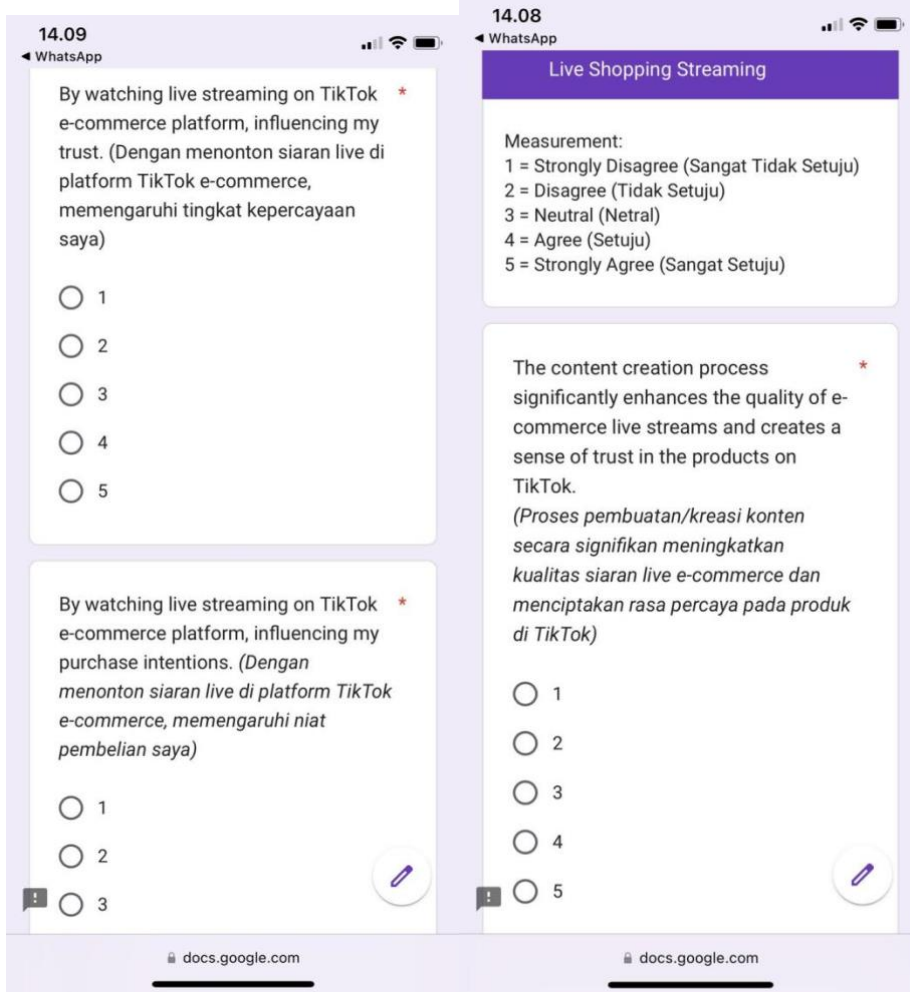 14.09
◀ WhatsApp
By watching live streaming on TikTok *
e-commerce platform, influencing my
trust. (Dengan menonton siaran live di
platform TikTok e-commerce,
memengaruhi tingkat kepercayaan
saya)
1
2
3
4
5
By watching live streaming on TikTok *
e-commerce platform, influencing my
purchase intentions. (Dengan
menonton siaran live di platform TikTok
e-commerce, memengaruhi niat
pembelian saya)
1
2
3
docs.google.com
14.08
◀ WhatsApp
Live Shopping Streaming
Measurement:
1 = Strongly Disagree (Sangat Tidak Setuju)
2 = Disagree (Tidak Setuju)
3 = Neutral (Netral)
4 = Agree (Setuju)
5 = Strongly Agree (Sangat Setuju)
The content creation process *
significantly enhances the quality of e-
commerce live streams and creates a
sense of trust in the products on
TikTok.
(Proses pembuatan/kreasi konten
secara signifikan meningkatkan
kualitas siaran live e-commerce dan
menciptakan rasa percaya pada produk
di TikTok)
1
2
3
4
5
docs.google.com